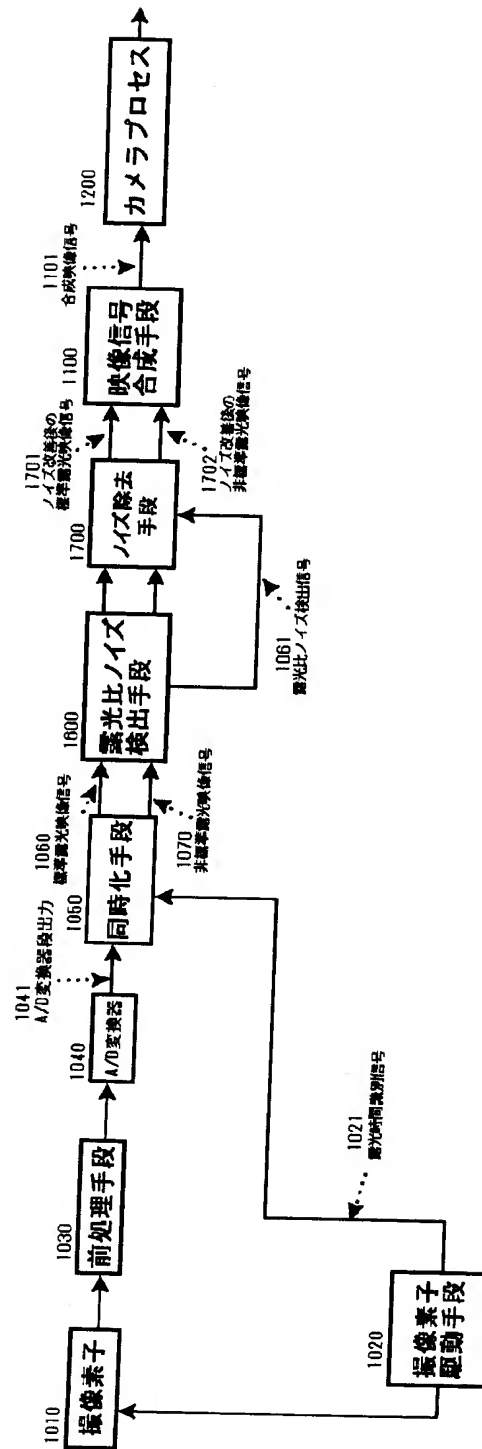 1010
撮像素子
1030
前処理手段
1040
A/D変換器
1041
A/D変換器段出力
1060
同時化手段
1060
標準露光映像信号
1070
非標準露光映像信号
1600
露光比ノイズ
検出手段
1061
露光比ノイズ検出信号
1700
ノイズ除去
手段
1701
ノイズ改善後の
標準露光映像信号
1702
ノイズ改善後の
非標準露光映像信号
1100
映像信号
合成手段
1101
合成映像信号
1200
カメラプロセス
1021
露光時間識別信号
撮像素子
駆動手段
1020